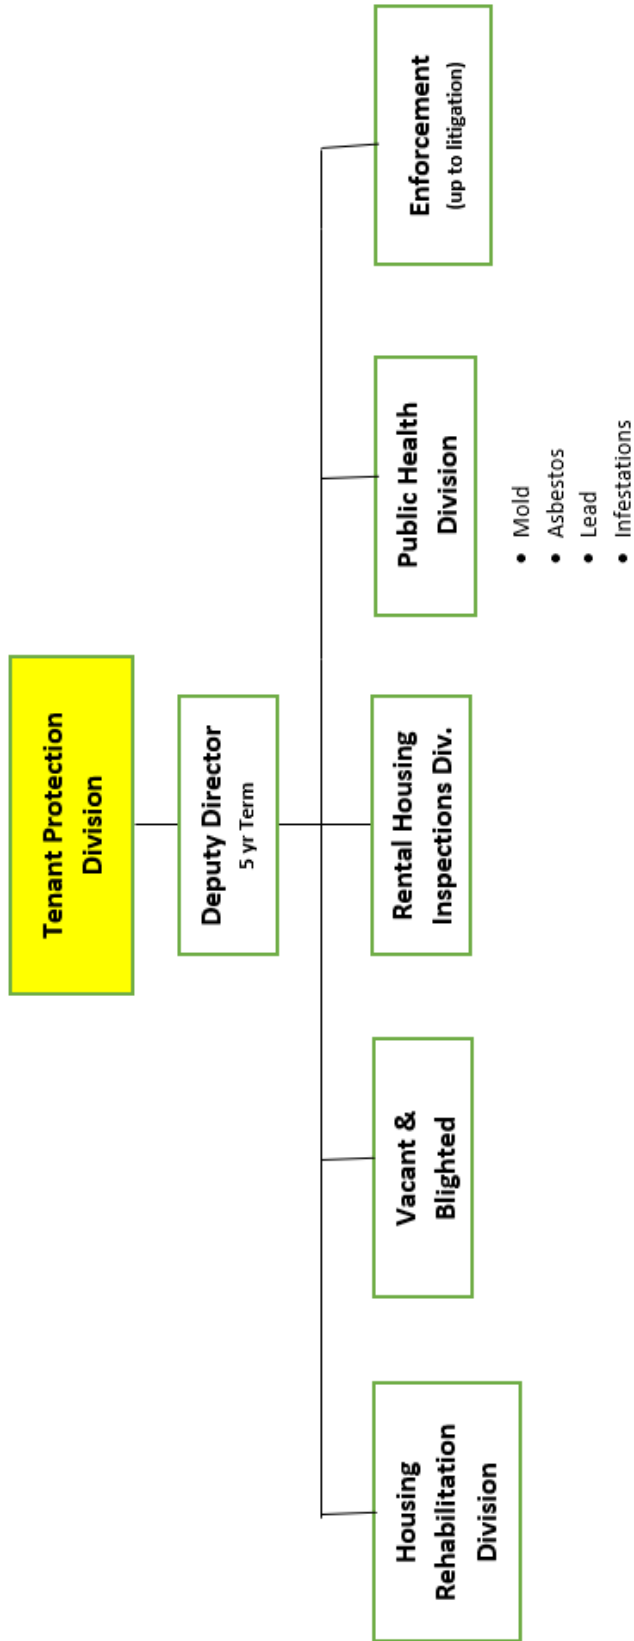 Tenant Protection
Division
Deputy Director
5 yr Term
Housing
Rehabilitation
Division
Vacant &
Blighted
Rental Housing
Inspections Div.
Public Health
Division
• Mold
• Asbestos
• Lead
• Infestations
Enforcement
(up to litigation)